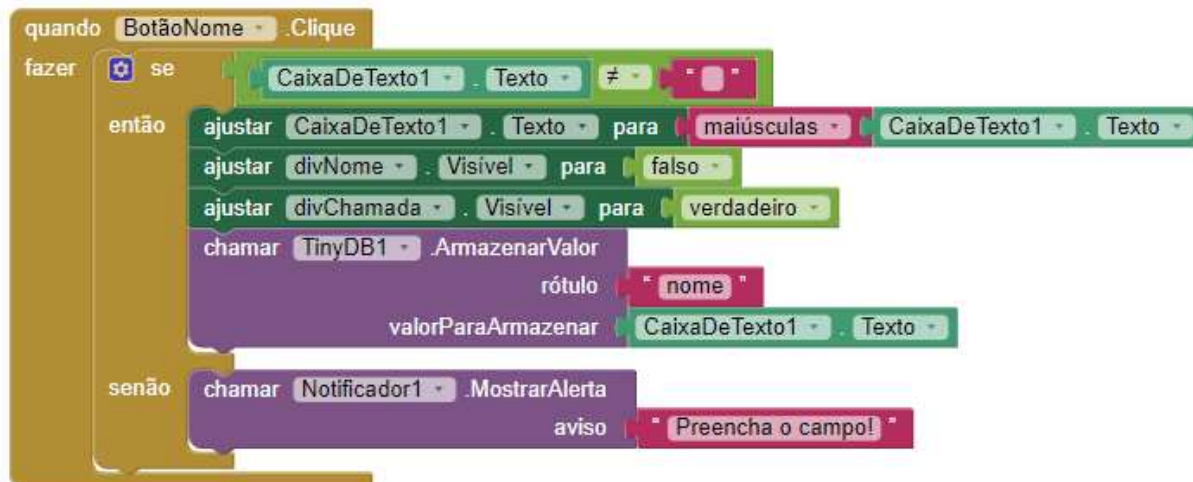 quando BotãoNome .Clique
fazer se CaixaDeTexto1 . Texto ≠ " "
então ajustar CaixaDeTexto1 . Texto para maiúsculas CaixaDeTexto1 . Texto
ajustar divNome . Visível para falso
ajustar divChamada . Visível para verdadeiro
chamar TinyDB1 .ArmazenarValor
rótulo " nome "
valorParaArmazenar CaixaDeTexto1 . Texto
senão chamar Notificador1 .MostrarAlerta
aviso " Preencha o campo! "